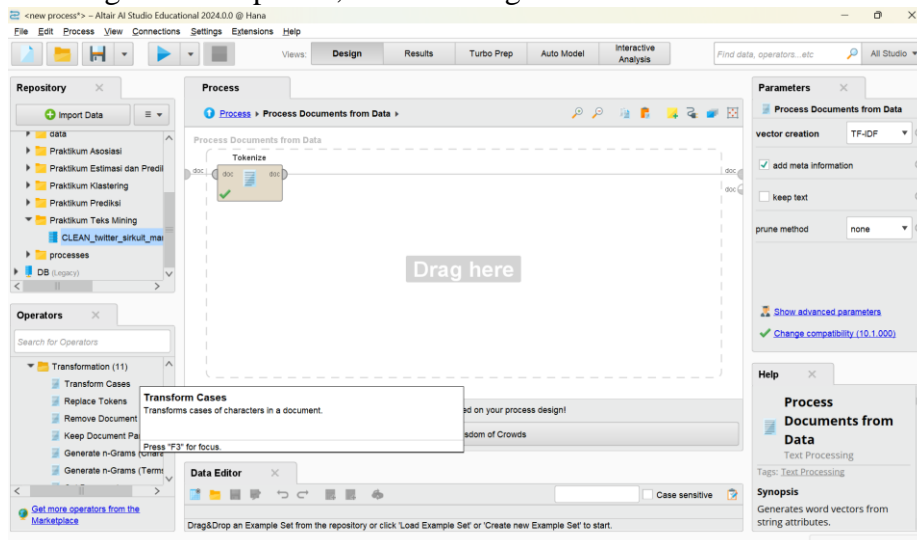 <new process*> – Altair AI Studio Educational 2024.0.0 @ Hana
File Edit Process View Connections Settings Extensions Help
Views: Design Results Turbo Prep Auto Model Interactive Analysis
Find data, operators...etc All Studio
Repository
Import Data
data
Praktikum Asosiasi
Praktikum Estimasi dan Predil
Praktikum Klastering
Praktikum Prediksi
Praktikum Teks Mining
CLEAN_twitter_sirkuit_mar
processes
DB (Legacy)
Operators
Search for Operators
Transformation (11)
Transform Cases
Replace Tokens
Remove Document
Keep Document Pa
Generate n-Grams (Chara
Generate n-Grams (Terms
Get more operators from the
Marketplace
Transform Cases
Transforms cases of characters in a document.
Press "F3" for focus.
Process
Process Process Documents from Data
Process Documents from Data
Tokenize
doc doc doc doc
doc
Drag here
ed on your process design!
sdom of Crowds
Data Editor
Case sensitive
Drag&Drop an Example Set from the repository or click 'Load Example Set' or 'Create new Example Set' to start.
Parameters
Process Documents from Data
vector creation TF-IDF
add meta information
keep text
prune method none
Show advanced parameters
Change compatibility (10.1.000)
Help
Process
Documents from
Data
Text Processing
Tags: Text Processing
Synopsis
Generates word vectors from
string attributes.